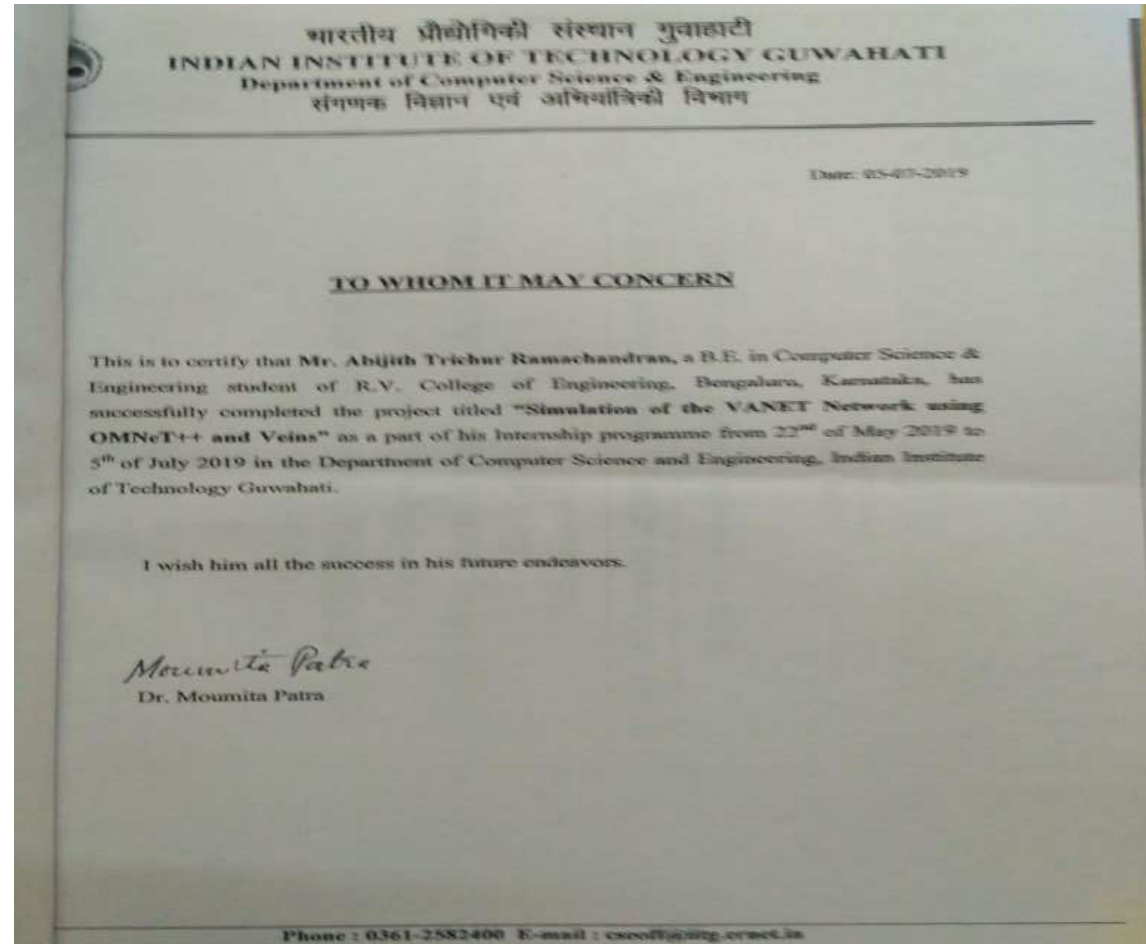 भारतीय प्रौद्योगिकी संस्थान गुवाहाटी
INDIAN INSTITUTE OF TECHNOLOGY GUWAHATI
Department of Computer Science & Engineering
संगणक विज्ञान एवं अभियांत्रिकी विभाग
Date: 05-07-2019
TO WHOM IT MAY CONCERN
This is to certify that Mr. Abijith Trichur Ramachandran, a B.E. in Computer Science &
Engineering student of R.V. College of Engineering, Bengaluru, Karnataka, has
successfully completed the project titled "Simulation of the VANET Network using
OMNeT++ and Veins" as a part of his Internship programme from 22nd of May 2019 to
5th of July 2019 in the Department of Computer Science and Engineering, Indian Institute
of Technology Guwahati.
I wish him all the success in his future endeavors.
Moumita Patra
Dr. Moumita Patra
Phone : 0361-2582400 E-mail :